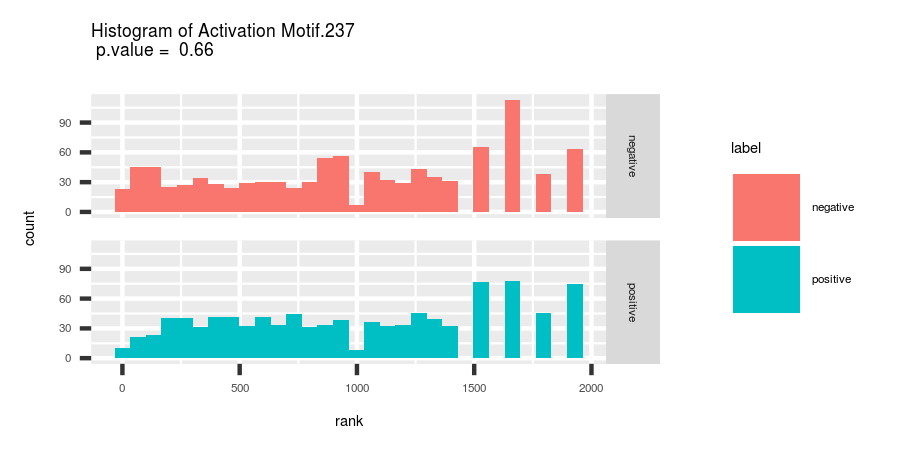 Histogram of Activation Motif.237
p.value = 0.66
count
90
60
30
0
negative
90
60
30
0
positive
0 500 1000 1500 2000
rank
label
negative
positive